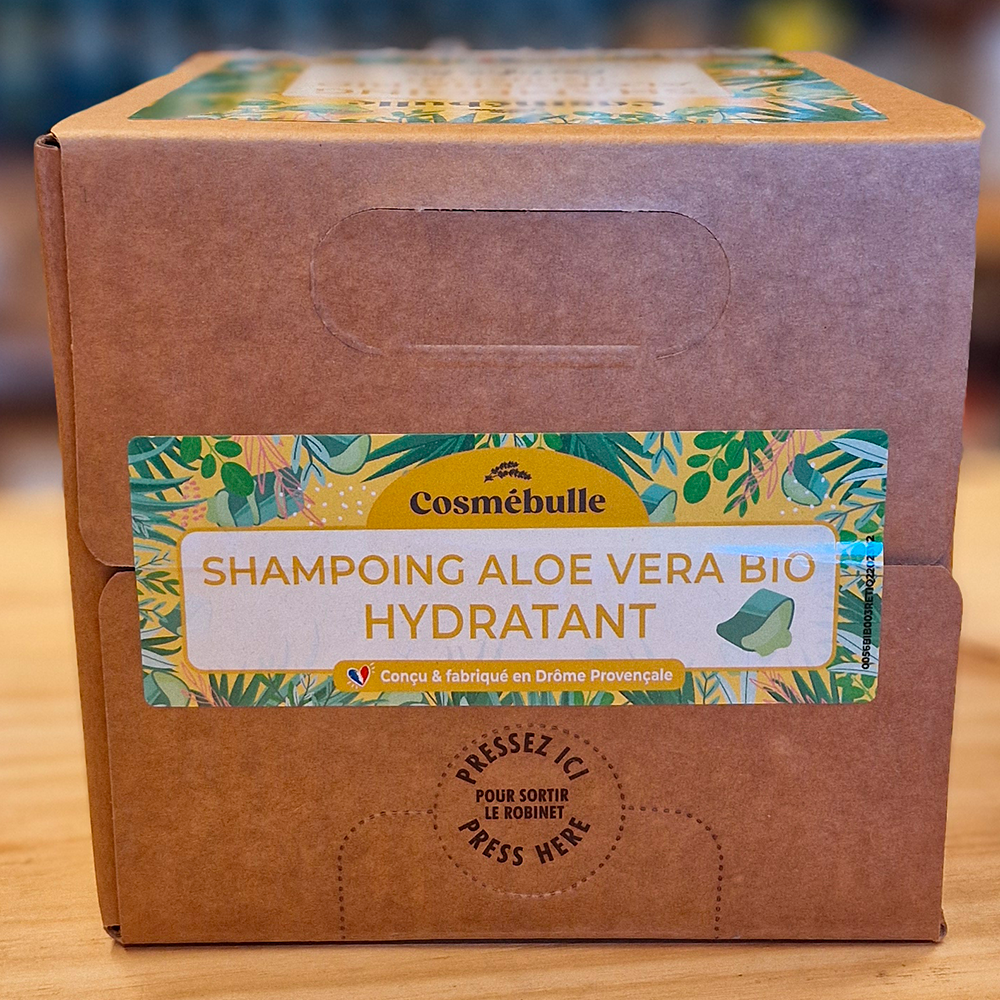 Cosmébulle
SHAMPOING ALOE VERA BIO
HYDRATANT
Conçu & fabriqué en Drôme Provençale
PRESSEZ ICI
POUR SORTIR
LE ROBINET
PRESS HERE